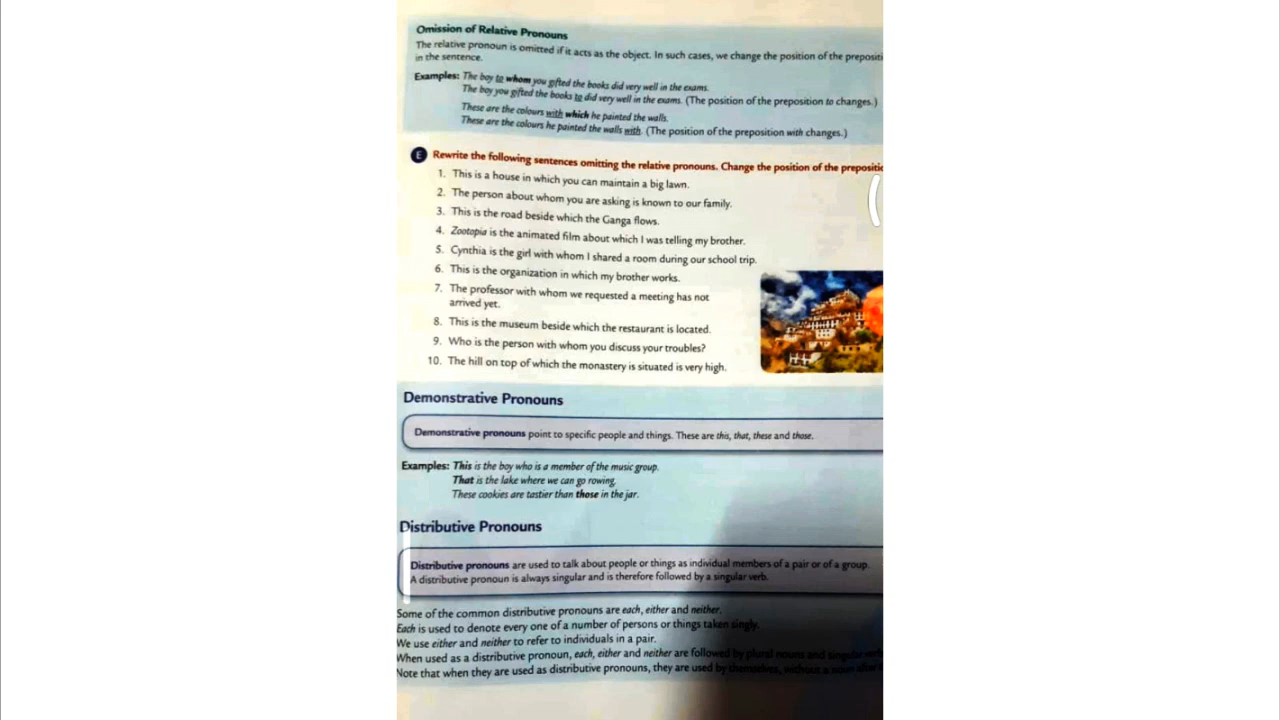 Omission of Relative Pronouns
The relative pronoun is omitted if it acts as the object. In such cases, we change the position of the
in the sentence.
Examples: The boy to whom you gifted the books did very well in the exams.
The boy you gifted the books to did very well in the exams. (The position of the preposition to changes.)
These are the colours with which he painted the walls.
These are the colours he painted the walls with. (The position of the preposition with changes.)
E Rewrite the following sentences omitting the relative pronouns. Change the position of the
1. This is a house in which you can maintain a big lawn.
2. The person about whom you are asking is known to our family.
3. This is the road beside which the Ganga flows.
4. Zootopia is the animated film about which I was telling my brother.
5. Cynthia is the girl with whom I shared a room during our school trip.
6. This is the organization in which my brother works.
7. The professor with whom we requested a meeting has not
arrived yet.
8. This is the museum beside which the restaurant is located.
9. Who is the person with whom you discuss your troubles?
10. The hill on top of which the monastery is situated is very high.
Demonstrative Pronouns
Demonstrative pronouns point to specific people and things. These are this, that, these and those.
Examples: This is the boy who is a member of the music group.
That is the lake where we can go rowing.
These cookies are tastier than those in the jar.
Distributive Pronouns
Distributive pronouns are used to talk about people or things as individual members of a pair or of a group.
A distributive pronoun is always singular and is therefore followed by a singular verb.
Some of the common distributive pronouns are each, either and neither.
Each is used to denote every one of a number of persons or things taken singly.
We use either and neither to refer to individuals in a pair.
When used as a distributive pronoun, each, either and neither are followed by plural nouns and singular
Note that when they are used as distributive pronouns, they are used by themselves, without a noun